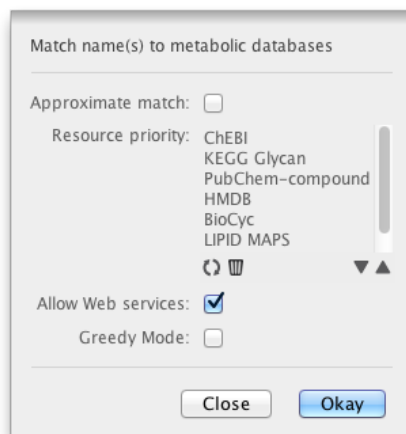 Match name(s) to metabolic databases
Approximate match:
Resource priority:
ChEBI
KEGG Glycan
PubChem-compound
HMDB
BioCyc
LIPID MAPS
Allow Web services:
Greedy Mode:
Close
Okay